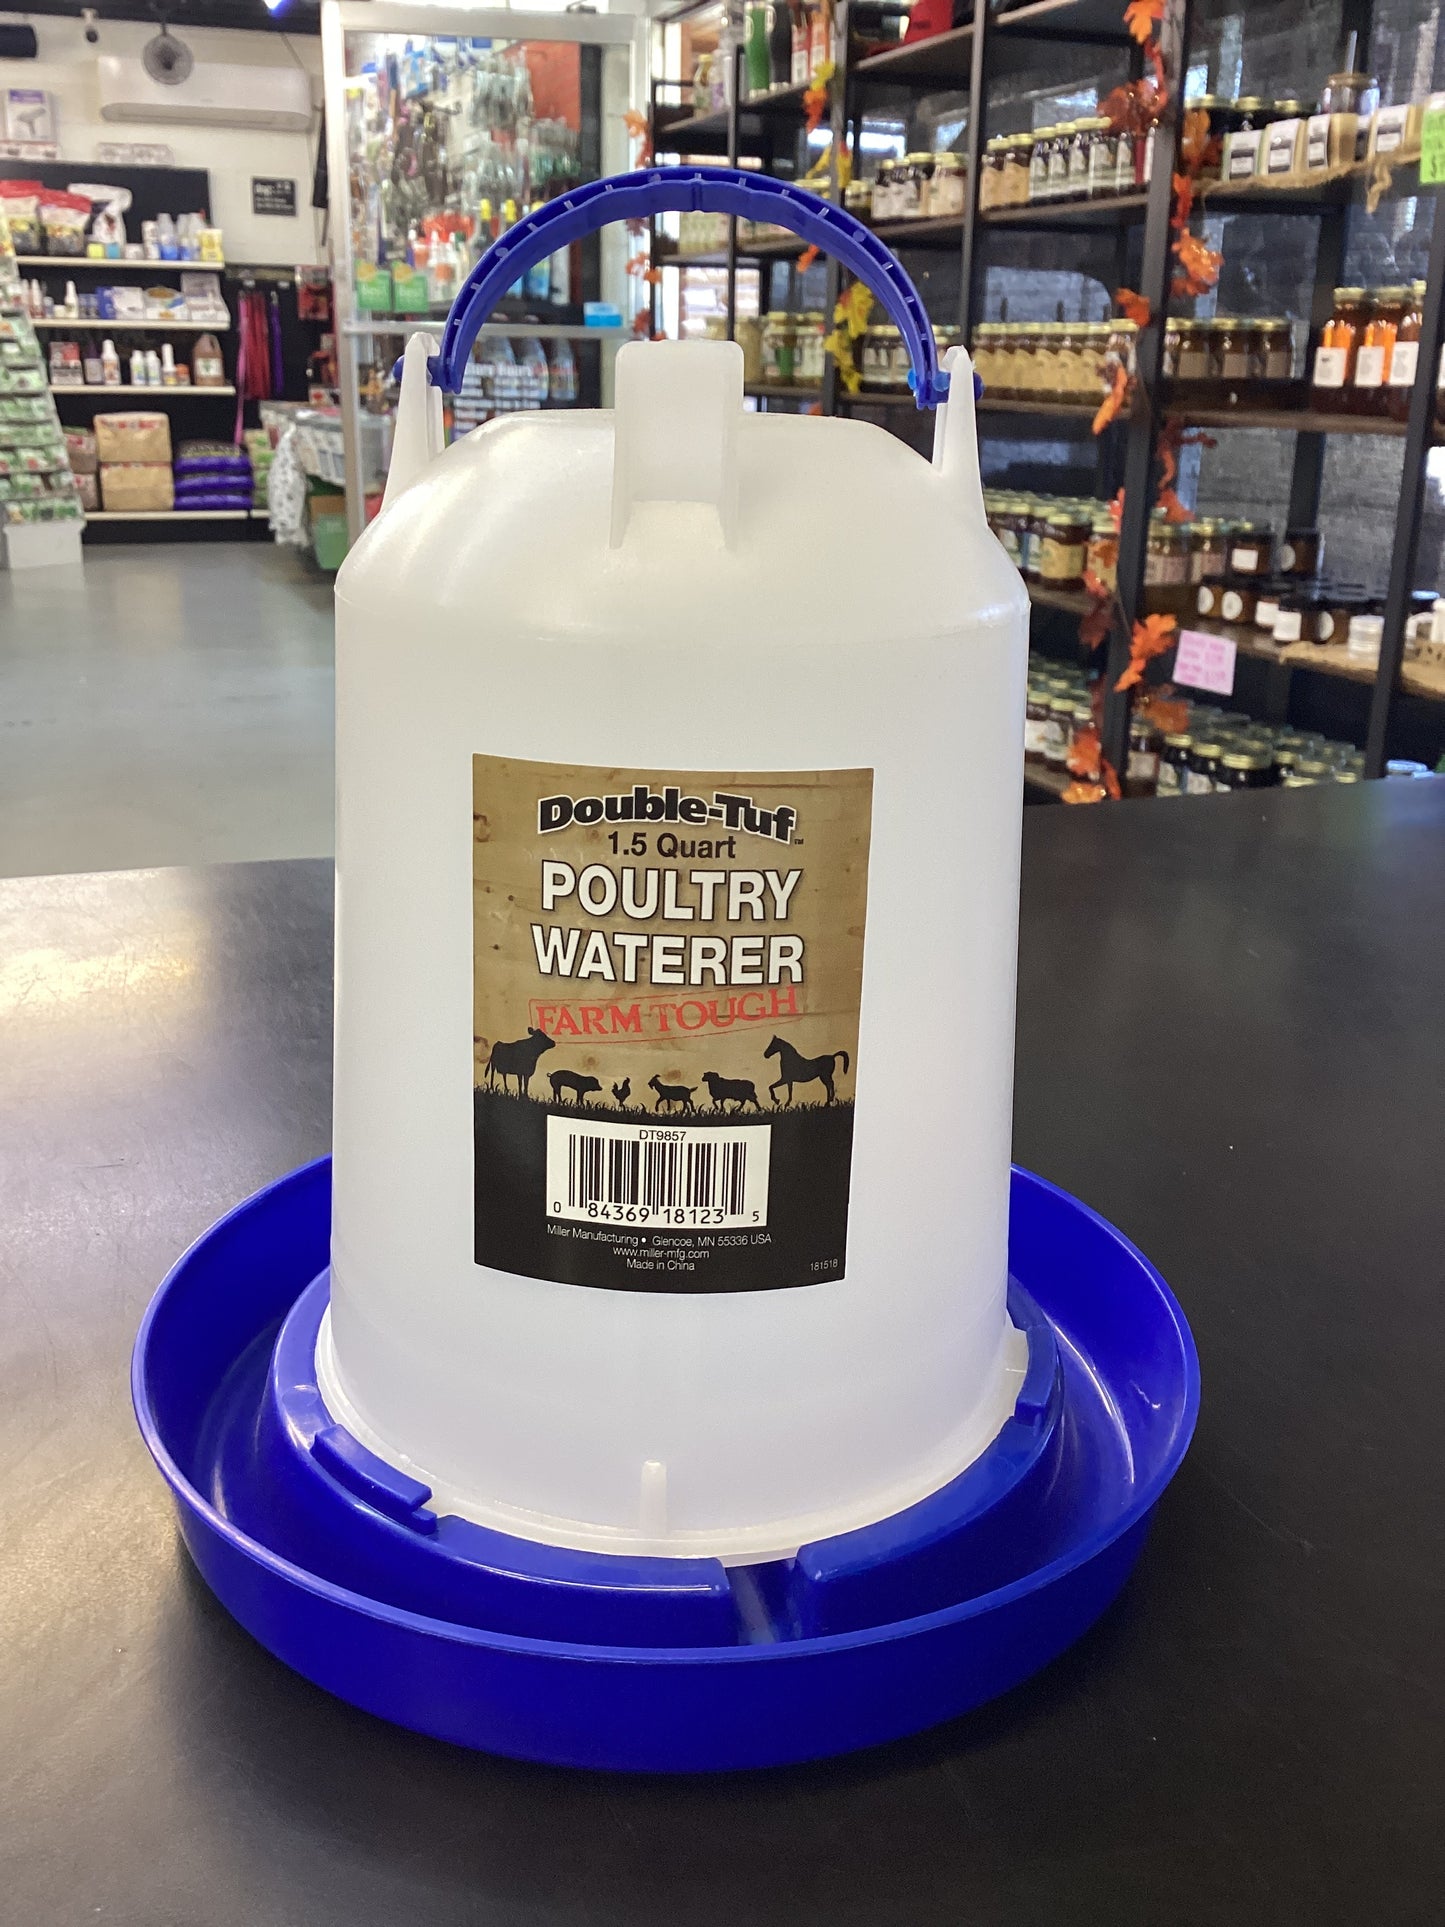 Double-Tuf™
1.5 Quart
POULTRY
WATERER
FARM TOUGH
DT9857
0 84369 18123 5
Miller Manufacturing • Glencoe, MN 55336 USA
www.miller-mfg.com
Made in China
181518